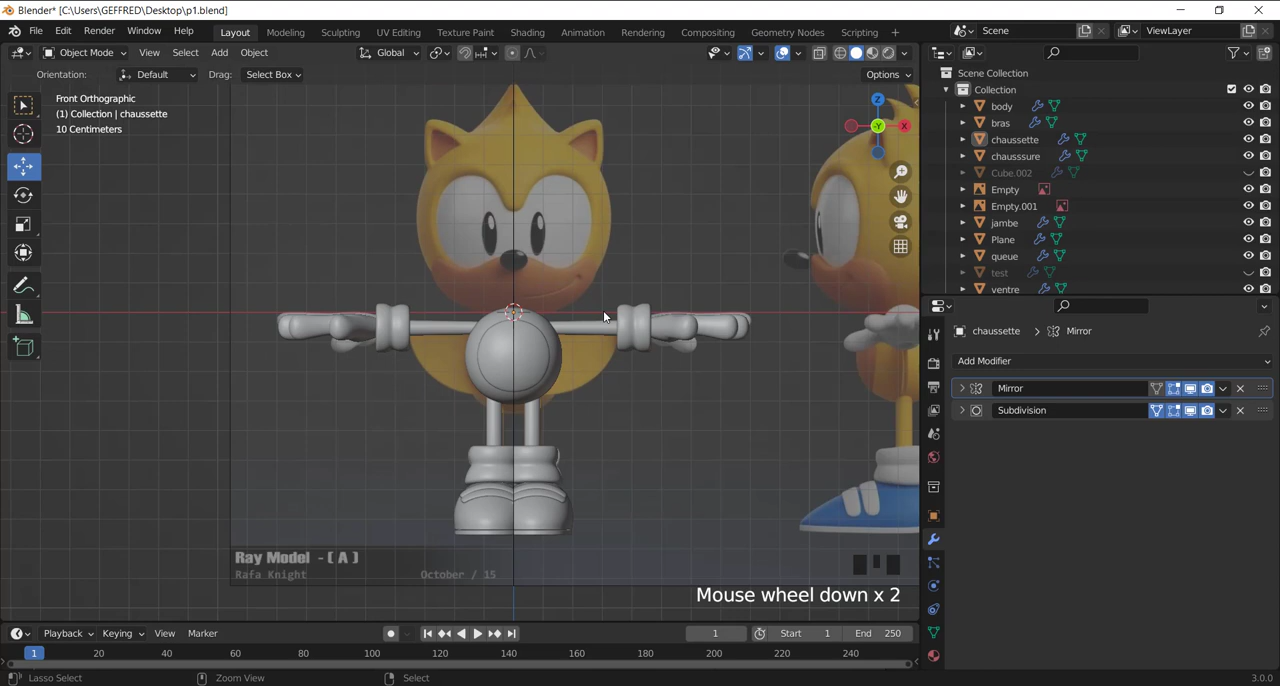 Blender* [C:\Users\GEFFRED\Desktop\p1.blend]
File Edit Render Window Help Layout Modeling Sculpting UV Editing Texture Paint Shading Animation Rendering Compositing Geometry Nodes Scripting + Scene ViewLayer
Object Mode View Select Add Object Global
Orientation: Default Drag: Select Box Options
Front Orthographic
(1) Collection | chaussette
10 Centimeters
Z
-Y
X
Scene Collection
Collection
body
bras
chaussette
chausssure
Cube.002
Empty
Empty.001
jambe
Plane
queue
test
ventre
chaussette > Mirror
Add Modifier
Mirror
Subdivision
Ray Model - ( A )
Rafa Knight October / 15
Mouse wheel down x 2
Playback Keying View Marker 1 Start 1 End 250
1 20 40 60 80 100 120 140 160 180 200 220 240
Lasso Select Zoom View Select 3.0.0